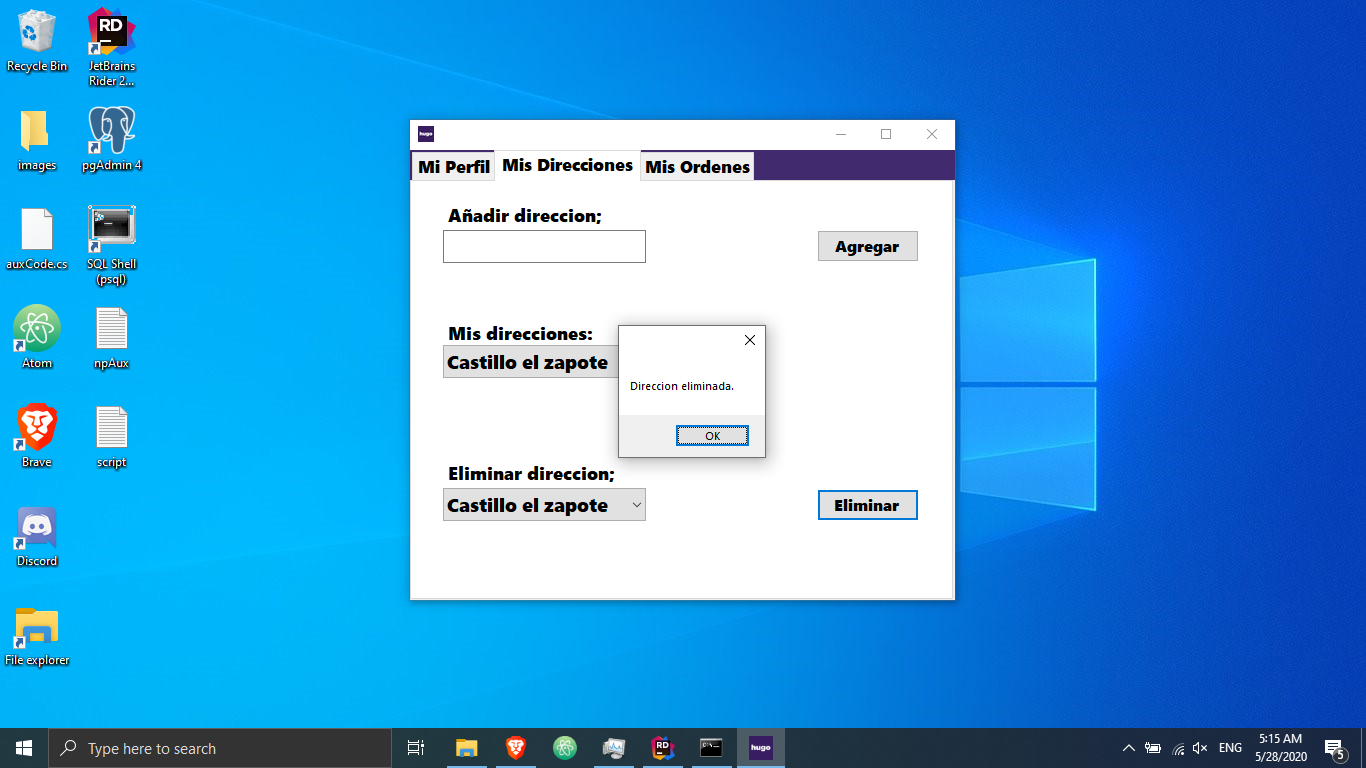 Recycle Bin
JetBrains
Rider 2...
images
pgAdmin 4
auxCode.cs
SQL Shell
(psql)
Atom
npAux
Brave
script
Discord
File explorer
hugo
Mi Perfil
Mis Direcciones
Mis Ordenes
Añadir direccion;
Agregar
Mis direcciones:
Castillo el zapote
Direccion eliminada.
OK
Eliminar direccion;
Castillo el zapote
Eliminar
Type here to search
RD
hugo
ENG
5:15 AM
5/28/2020
5